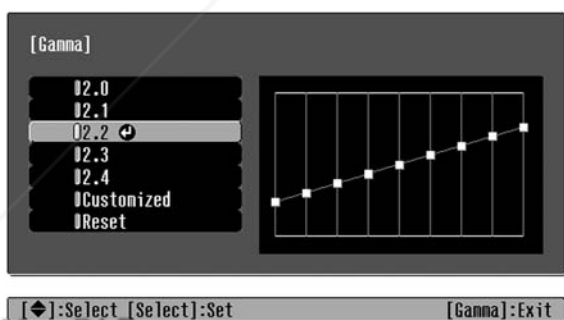 [Gamma]
2.0
2.1
2.2
2.3
2.4
Customized
Reset
[◆]:Select [Select]:Set [Gamma]:Exit